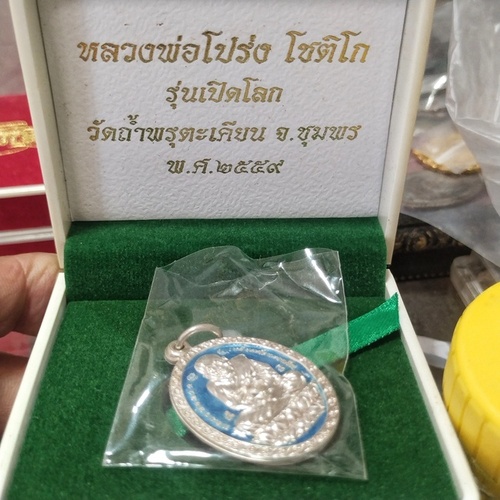 หลวงพ่อโปร่ง โชติโก
รุ่นเปิดโลก
วัดถ้ำพรุตะเคียน จ.ชุมพร
พ.ศ.๒๕๕๙